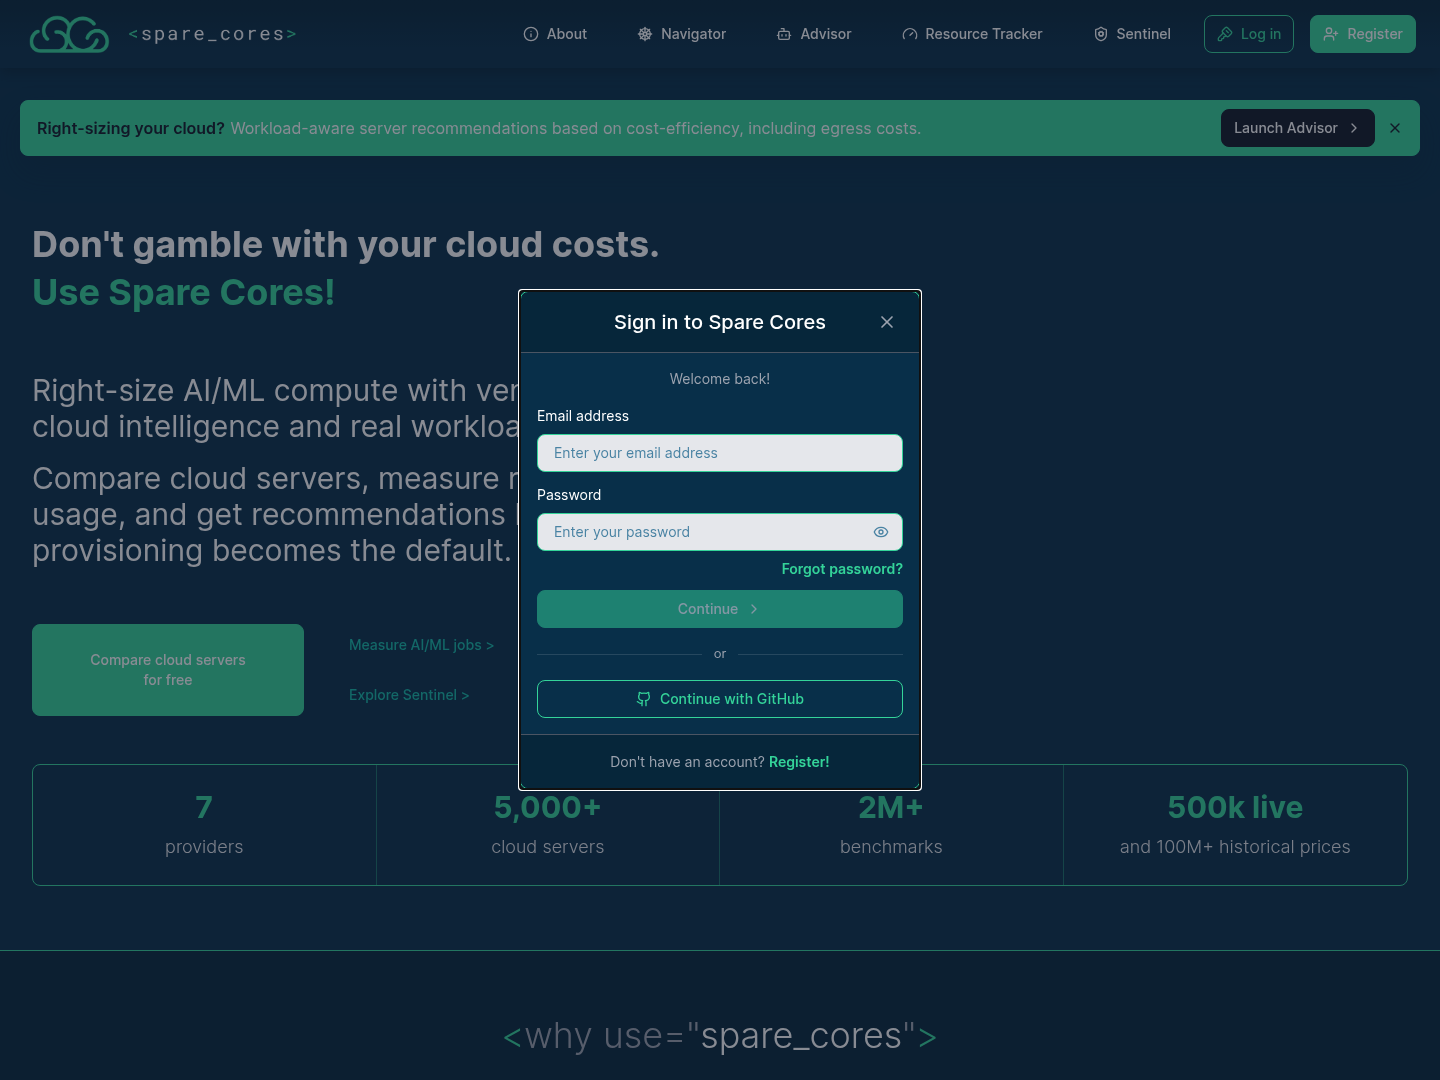 <spare_cores>
About
Navigator
Advisor
Resource Tracker
Sentinel
Log in
Register
Right-sizing your cloud? Workload-aware server recommendations based on cost-efficiency, including egress costs.
Launch Advisor
Don't gamble with your cloud costs.
Use Spare Cores!
Right-size AI/ML compute with
cloud intelligence and real
Compare cloud servers, measure
usage, and get recommendations
provisioning becomes the default.
Compare cloud servers
for free
Measure AI/ML jobs >
Explore Sentinel >
Sign in to Spare Cores
Welcome back!
Email address
Enter your email address
Password
Enter your password
Forgot password?
Continue
or
Continue with GitHub
Don't have an account? Register!
7
providers
5,000+
cloud servers
2M+
benchmarks
500k live
and 100M+ historical prices
<why use="spare_cores">